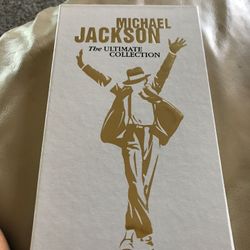 MICHAEL
JACKSON
The ULTIMATE
COLLECTION